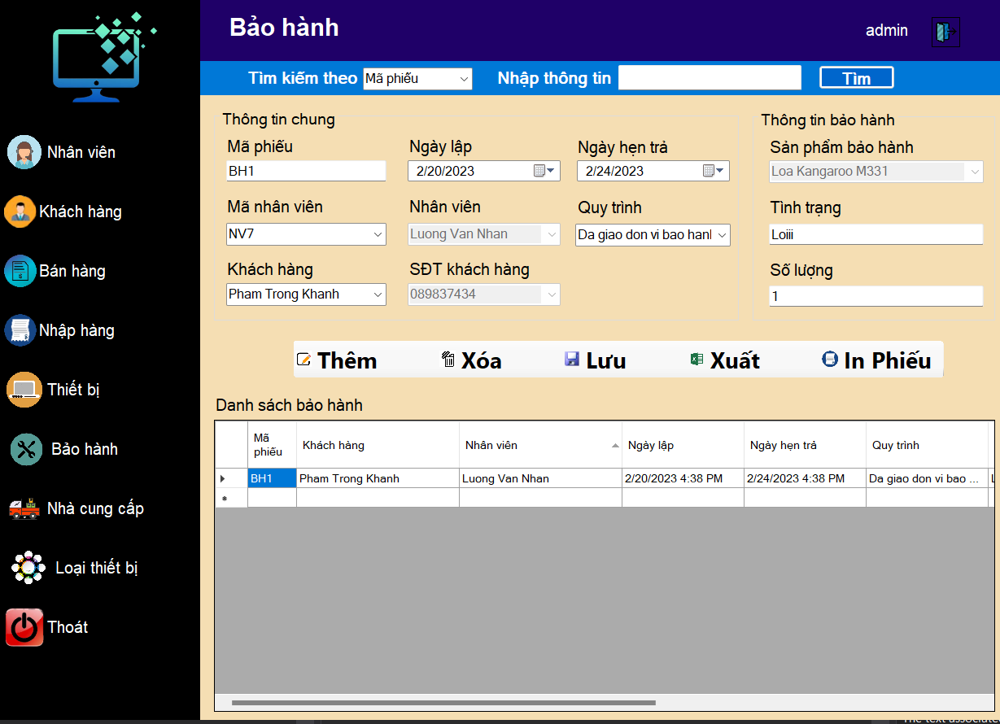 Bảo hành
admin
Tìm kiếm theo Mã phiếu Nhập thông tin Tìm
Nhân viên
Khách hàng
Bán hàng
Nhập hàng
Thiết bị
Bảo hành
Nhà cung cấp
Loại thiết bị
Thoát
Thông tin chung
Mã phiếu Ngày lập Ngày hẹn trả
BH1 2/20/2023 2/24/2023
Mã nhân viên Nhân viên Quy trình
NV7 Luong Van Nhan Da giao don vi bao hanl
Khách hàng SĐT khách hàng
Pham Trong Khanh 089837434
Thông tin bảo hành
Sản phẩm bảo hành
Loa Kangaroo M331
Tình trạng
Loiii
Số lượng
1
Thêm Xóa Lưu Xuất In Phiếu
Danh sách bảo hành
Mã phiếu Khách hàng Nhân viên Ngày lập Ngày hẹn trả Quy trình
BH1 Pham Trong Khanh Luong Van Nhan 2/20/2023 4:38 PM 2/24/2023 4:38 PM Da giao don vi bao ...